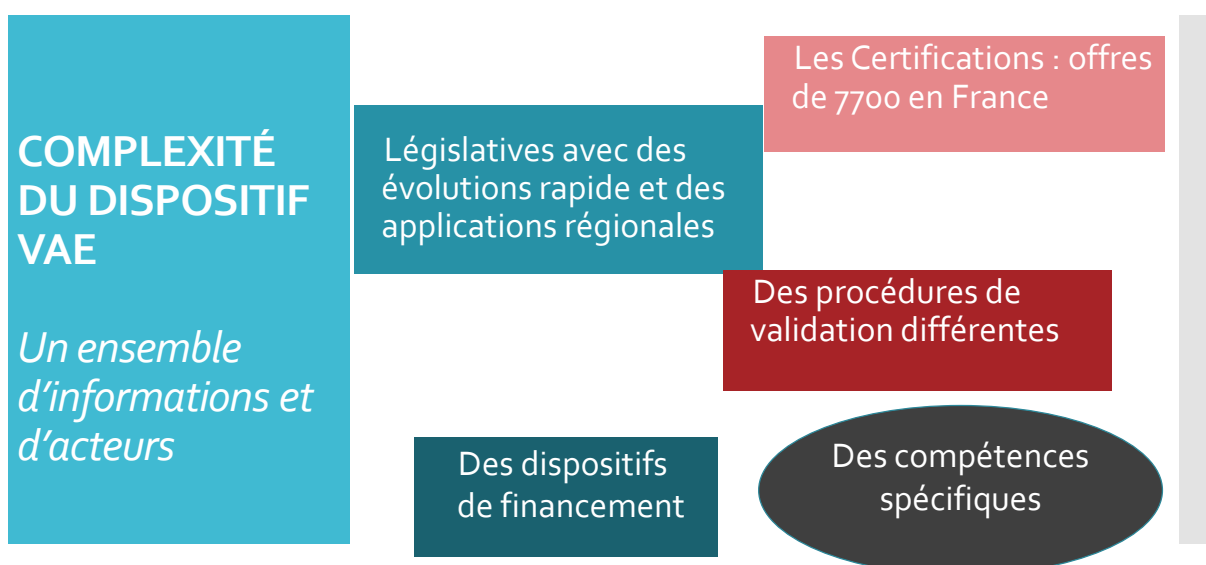 COMPLEXITÉ
DU DISPOSITIF
VAE
Un ensemble
d'informations et
d'acteurs
Les Certifications : offres
de 7700 en France
Législatives avec des
évolutions rapide et des
applications régionales
Des procédures de
validation différentes
Des dispositifs
de financement
Des compétences
spécifiques